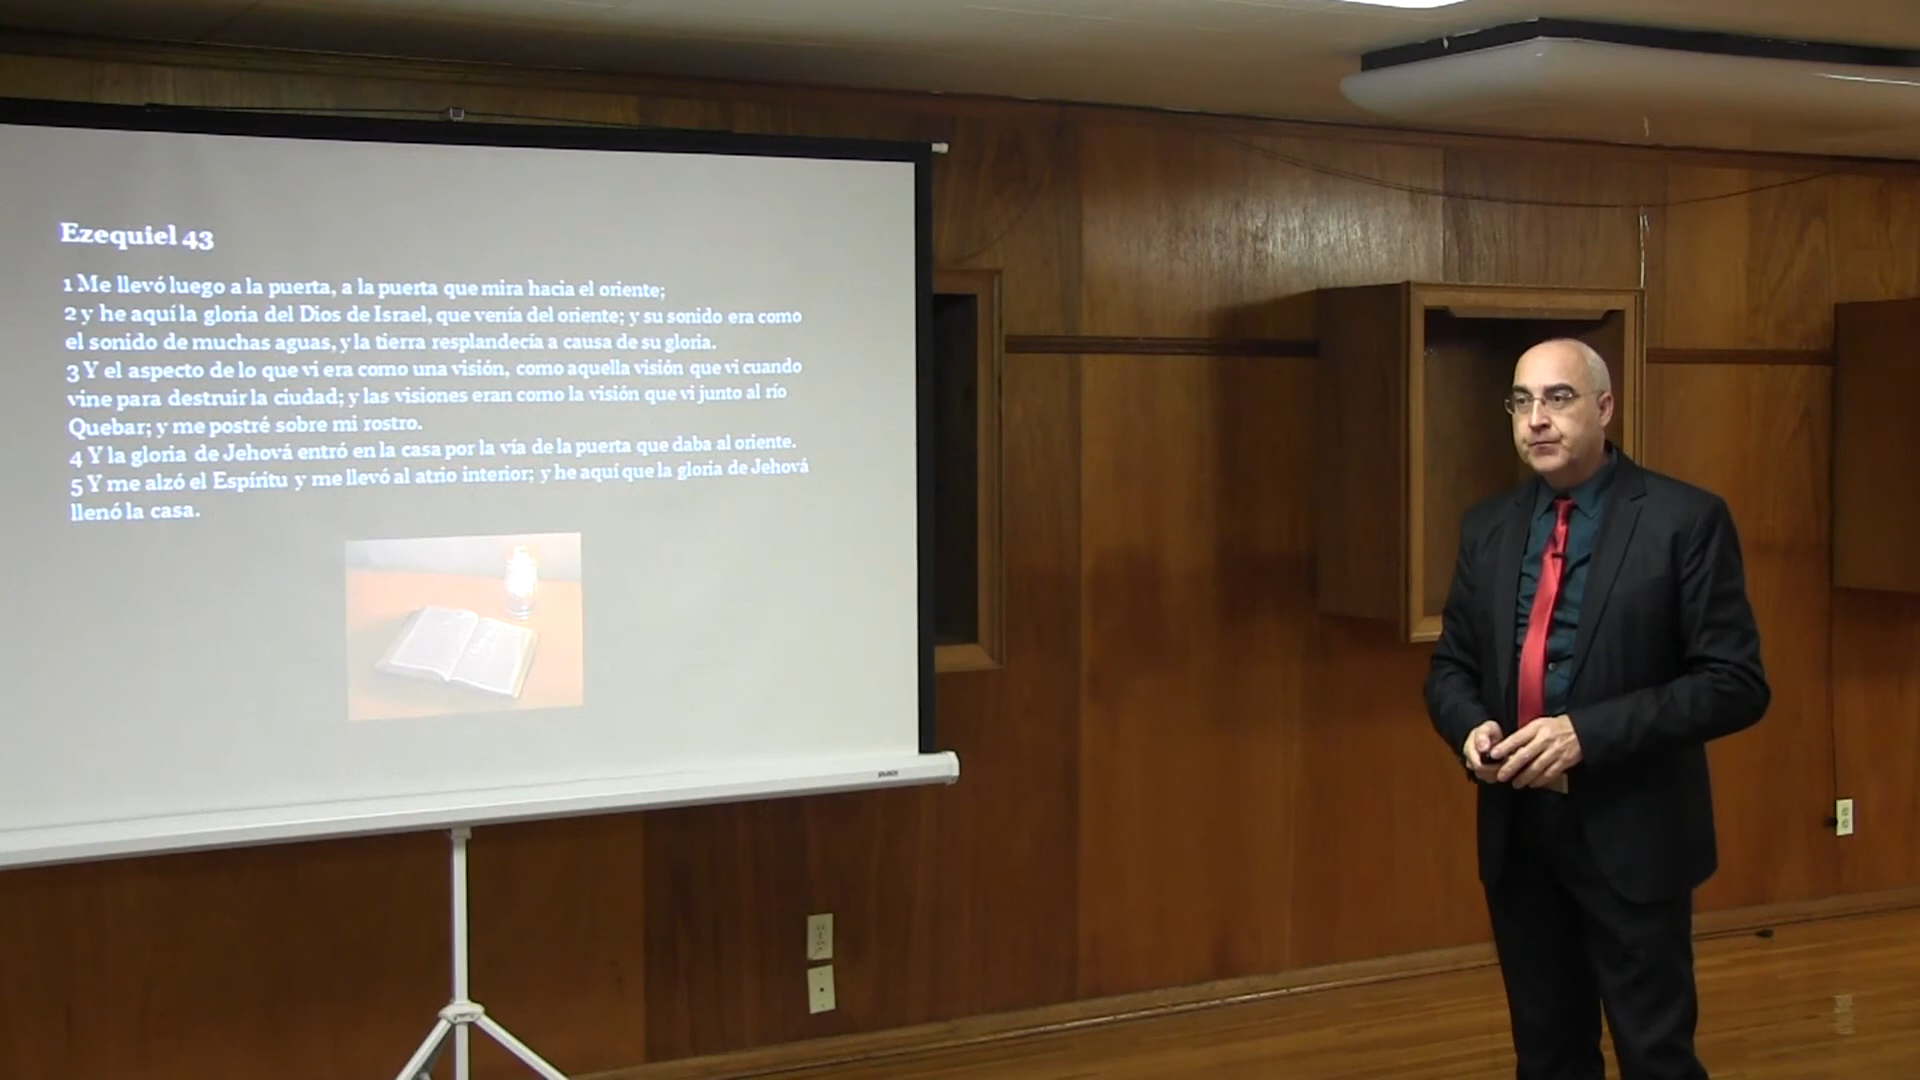 Ezequiel 43
1 Me llevó luego a la puerta, a la puerta que mira hacia el oriente;
2 y he aquí la gloria del Dios de Israel, que venía del oriente; y su sonido era como
el sonido de muchas aguas, y la tierra resplandecía a causa de su gloria.
3 Y el aspecto de lo que vi era como una visión, como aquella visión que vi cuando
vine para destruir la ciudad; y las visiones eran como la visión que vi junto al río
Quebar; y me postré sobre mi rostro.
4 Y la gloria de Jehová entró en la casa por la vía de la puerta que daba al oriente.
5 Y me alzó el Espíritu y me llevó al atrio interior; y he aquí que la gloria de Jehová
llenó la casa.